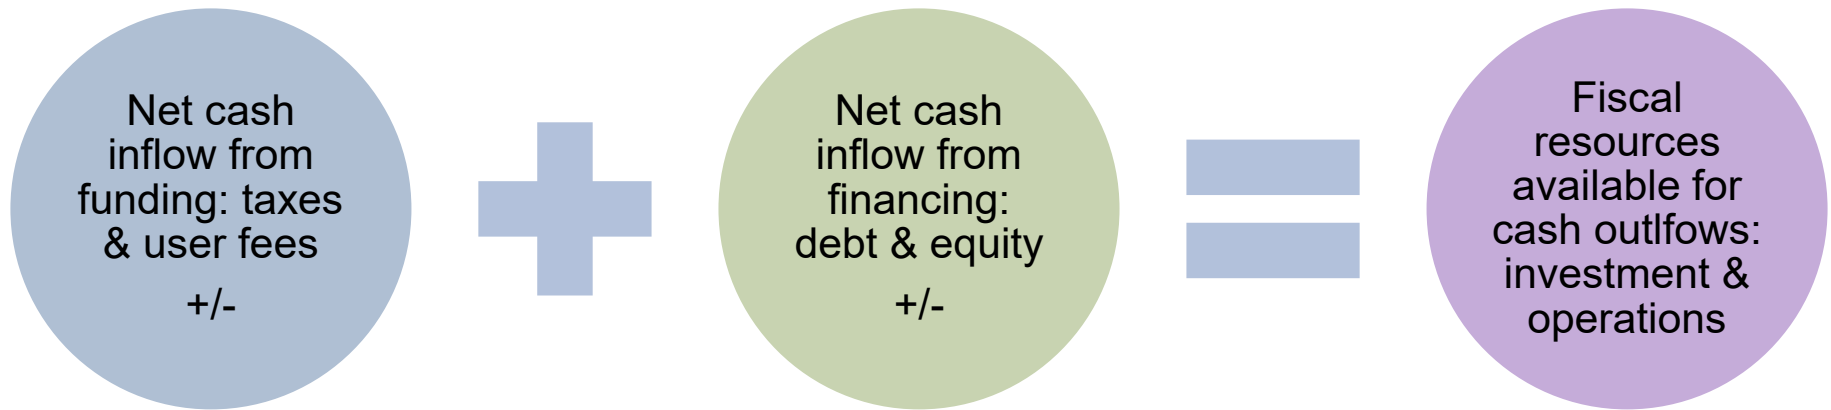 Net cash
inflow from
funding: taxes
& user fees
+/-
Net cash
inflow from
financing:
debt & equity
+/-
Fiscal
resources
available for
cash outlfows:
investment &
operations